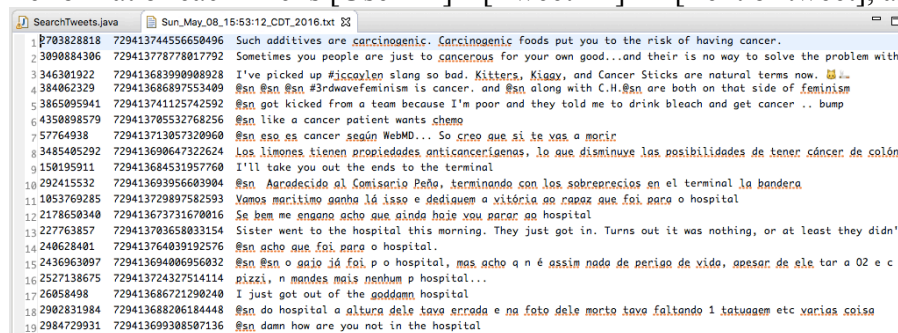 SearchTweets.java Sun_May_08_15:53:12_CDT_2016.txt
1 2703828818 729413744556650496 Such additives are carcinogenic. Carcinogenic foods put you to the risk of having cancer.
2 3090884306 729413778778017792 Sometimes you people are just to cancerous for your own good...and their is no way to solve the problem with
3 346301922 729413683990908928 I've picked up #jccaylen slang so bad. Kitters, Kiggy, and Cancer Sticks are natural terms now.
4 384062329 729413686897553409 @sn @sn @sn #3rdwavefeminism is cancer. and @sn along with C.H.@sn are both on that side of feminism
5 3865095941 729413741125742592 @sn got kicked from a team because I'm poor and they told me to drink bleach and get cancer .. bump
6 4350898579 729413705532768256 @sn like a cancer patient wants chemo
7 57764938 729413713057320960 @sn eso es cancer según WebMD... So creo que si te vas a morir
8 3485405292 729413690647322624 Los limones tienen propiedades anticancerígenas, lo que disminuye las posibilidades de tener cáncer de colón
9 150195911 729413684531957760 I'll take you out the ends to the terminal
10 292415532 729413693956603904 @sn Agradecido al Comisario Peña, terminando con los sobreprecios en el terminal la bandera
11 1053769285 729413729897582593 Vamos maritimo ganha lá isso e dediquem a vitória ao rapaz que foi para o hospital
12 2178650340 729413673731670016 Se bem me engano acho que ainda hoje vou parar ao hospital
13 227763857 729413703658033154 Sister went to the hospital this morning. They just got in. Turns out it was nothing, or at least they didn'
14 240628401 729413764039192576 @sn acho que foi para o hospital.
15 2436963097 729413694006956032 @sn @sn o gajo já foi p o hospital, mas acho q n é assim nada de perigo de vida, apesar de ele tar a O2 e c
16 2527138675 729413724327514114 pizzi, n mandes mais nenhum p hospital...
17 26058498 729413686721290240 I just got out of the goddamn hospital
18 2902831984 729413688206184448 @sn do hospital a altura dele tava errada e na foto dele morto tava faltando 1 tatuagem etc varias coisa
19 2984729931 729413699308507136 @sn damn how are you not in the hospital